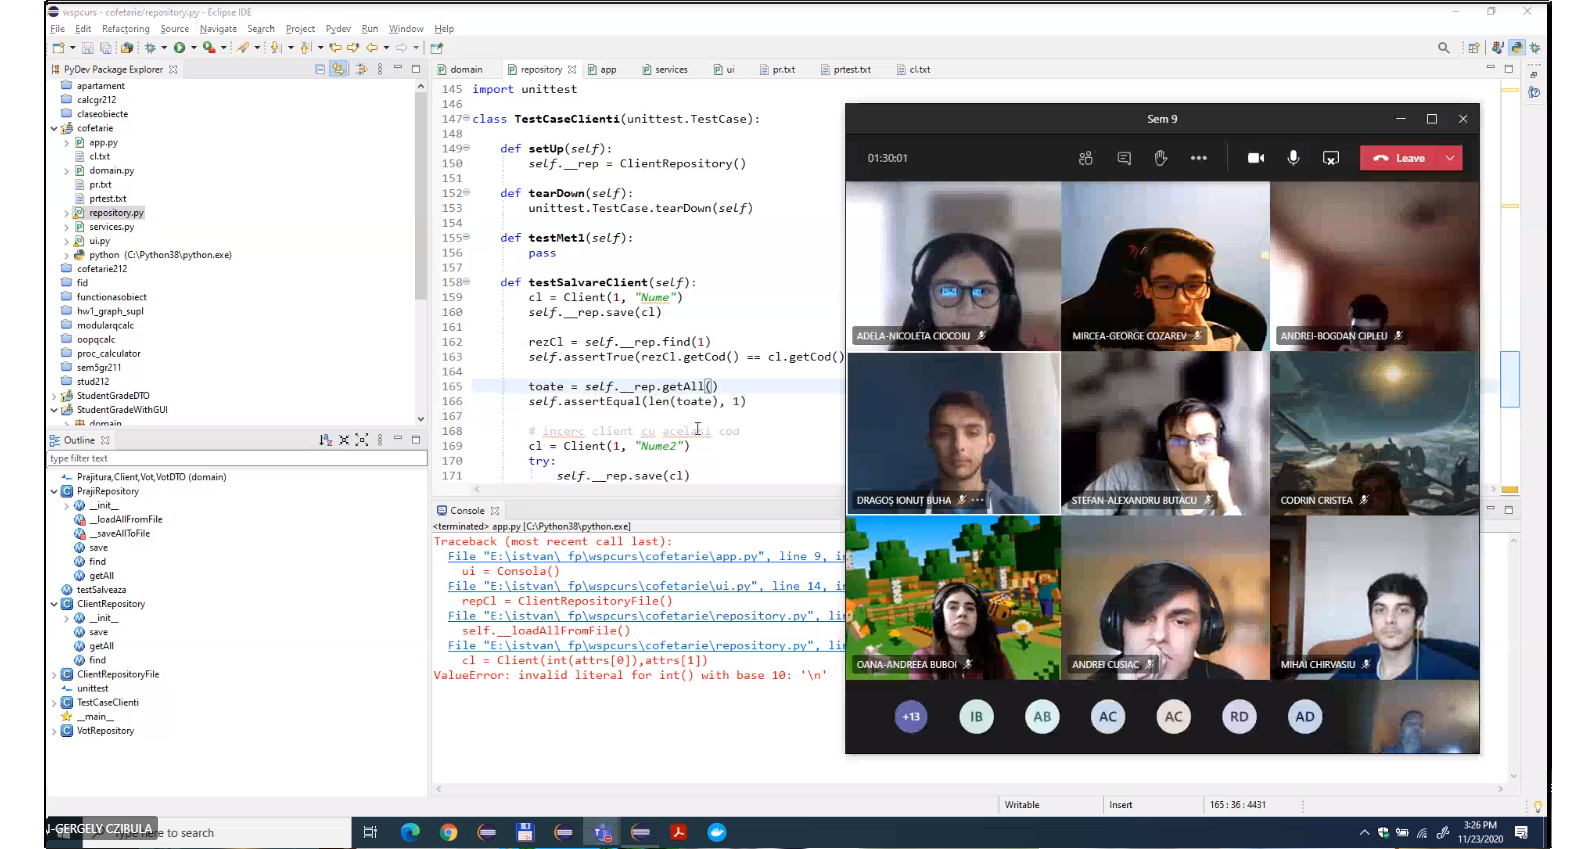 wspcurs - cofetarie/repository.py - Eclipse IDE
File Edit Refactoring Source Navigate Search Project Pydev Run Window Help
PyDev Package Explorer
apartament
calcgr212
claseobiecte
cofetarie
app.py
cl.txt
domain.py
pr.txt
prtest.txt
repository.py
services.py
ui.py
python (C:\Python38\python.exe)
cofetarie212
fid
functionasobiect
hw1_graph_supl
modularqcalc
oopqcalc
proc_calculator
sem5gr211
stud212
StudentGradeDTO
StudentGradeWithGUI
domain
Outline
type filter text
Prajitura,Client,Vot,VotDTO (domain)
PrajiRepository
__init__
__loadAllFromFile
__saveAllToFile
save
find
getAll
testSalveaza
ClientRepository
__init__
save
getAll
find
ClientRepositoryFile
unittest
TestCaseClienti
__main__
VotRepository
domain repository app services ui pr.txt prtest.txt cl.txt
145 import unittest
146
147 class TestCaseClienti(unittest.TestCase):
148
149 def setUp(self):
150 self.__rep = ClientRepository()
151
152 def tearDown(self):
153 unittest.TestCase.tearDown(self)
154
155 def testMet1(self):
156 pass
157
158 def testSalvareClient(self):
159 cl = Client(1, "Nume")
160 self.__rep.save(cl)
161
162 rezCl = self.__rep.find(1)
163 self.assertTrue(rezCl.getCod() == cl.getCod()
164
165 toate = self.__rep.getAll()
166 self.assertEqual(len(toate), 1)
167
168 # incerc client cu acelasi cod
169 cl = Client(1, "Nume2")
170 try:
171 self.__rep.save(cl)
Console
<terminated> app.py [C:\Python38\python.exe]
Traceback (most recent call last):
File "E:\istvan\_fp\wspcurs\cofetarie\app.py", line 9, i
ui = Consola()
File "E:\istvan\_fp\wspcurs\cofetarie\ui.py", line 14, i
repCl = ClientRepositoryFile()
File "E:\istvan\_fp\wspcurs\cofetarie\repository.py", li
self.__loadAllFromFile()
File "E:\istvan\_fp\wspcurs\cofetarie\repository.py", li
cl = Client(int(attrs[0]),attrs[1])
ValueError: invalid literal for int() with base 10: '\n'
Sem 9
01:30:01
Leave
ADELA-NICOLETA CIOCOIU
MIRCEA-GEORGE COZAREV
ANDREI-BOGDAN CIPLEU
DRAGOȘ IONUȚ BUHA
STEFAN-ALEXANDRU BUTACU
CODRIN CRISTEA
OANA-ANDREEA BUBOI
ANDREI CUSIAC
MIHAI CHIRVASIU
+13 IB AB AC AC RD AD
Writable Insert 165 : 36 : 4431
-GERGELY CZIBULA
here to search
3:26 PM
11/23/2020